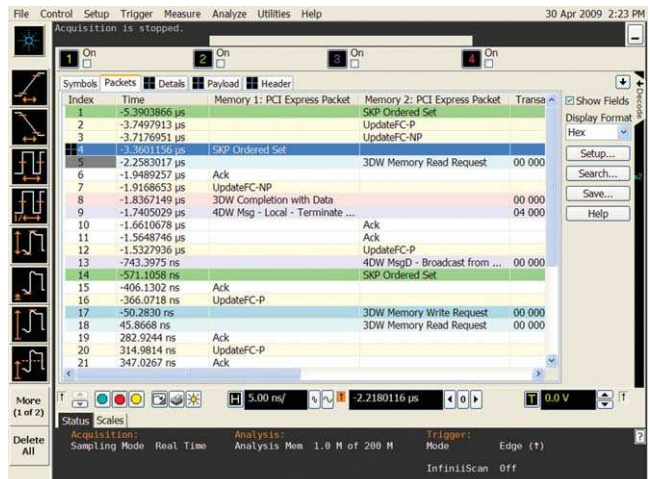 File Control Setup Trigger Measure Analyze Utilities Help 30 Apr 2009 2:23 PM
Acquisition is stopped.
1 On 2 On 3 On 4 On
Symbols Packets Details Payload Header
Index Time Memory 1: PCI Express Packet Memory 2: PCI Express Packet Transa
1 -5.3903866 µs SKP Ordered Set
2 -3.7497913 µs UpdateFC-P
3 -3.7176951 µs UpdateFC-NP
4 -3.3601156 µs SKP Ordered Set
5 -2.2583017 µs 3DW Memory Read Request 00 000
6 -1.9489257 µs Ack
7 -1.9168653 µs UpdateFC-NP
8 -1.8367149 µs 3DW Completion with Data 00 000
9 -1.7405029 µs 4DW Msg - Local - Terminate ... 04 000
10 -1.6610678 µs Ack
11 -1.5648746 µs Ack
12 -1.5327936 µs UpdateFC-P
13 -743.3975 ns 4DW MsgD - Broadcast from ... 00 000
14 -571.1058 ns SKP Ordered Set
15 -406.1302 ns Ack
16 -366.0718 ns UpdateFC-P
17 -50.2830 ns 3DW Memory Write Request 00 000
18 45.8668 ns 3DW Memory Read Request 00 000
19 282.9244 ns Ack
20 314.9814 ns UpdateFC-P
21 347.0267 ns Ack
Decode
Show Fields
Display Format
Hex
Setup...
Search...
Save...
Help
More
(1 of 2)
Delete
All
H 5.00 ns/ -2.2180116 µs 0 T 0.0 V
Status Scales
Acquisition: Analysis: Trigger:
Sampling Mode Real Time Analysis Mem 1.0 M of 200 M Mode Edge (↑)
InfiniiScan Off
?